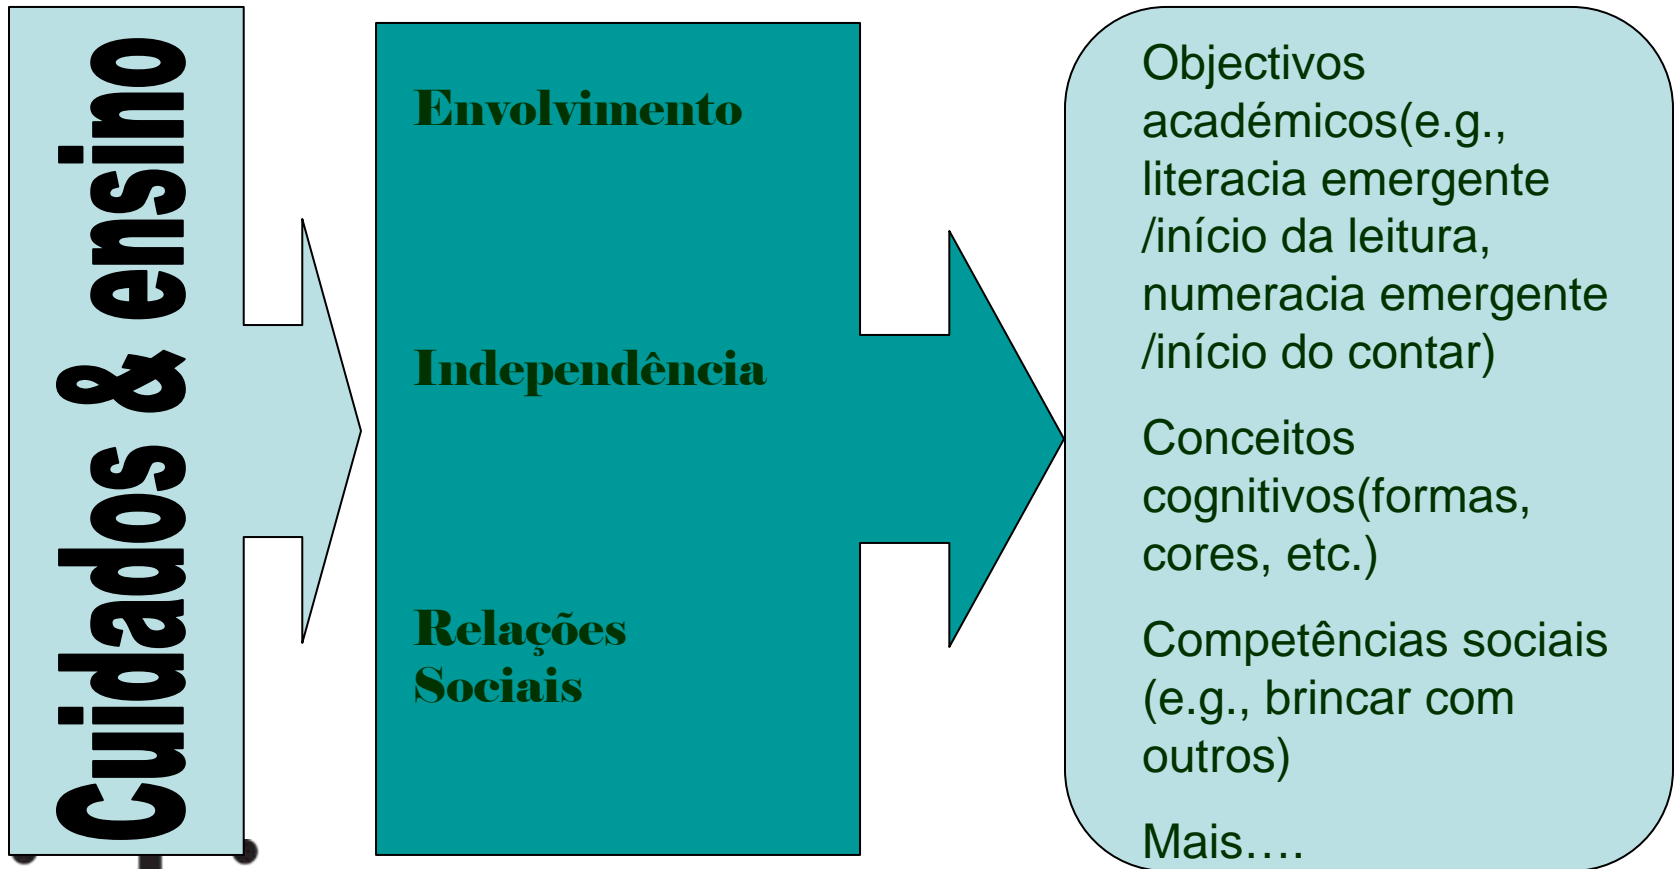 Cuidados & ensino
Envolvimento
Independência
Relações
Sociais
Objectivos
académicos(e.g.,
literacia emergente
/início da leitura,
numeracia emergente
/início do contar)
Conceitos
cognitivos(formas,
cores, etc.)
Competências sociais
(e.g., brincar com
outros)
Mais....